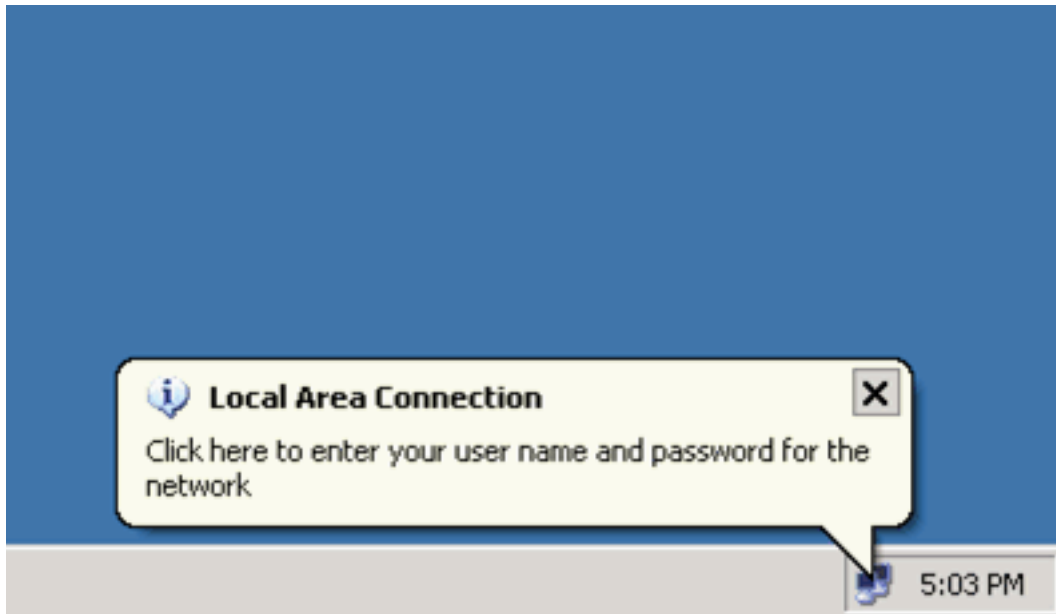 Local Area Connection
Click here to enter your user name and password for the
network
5:03 PM